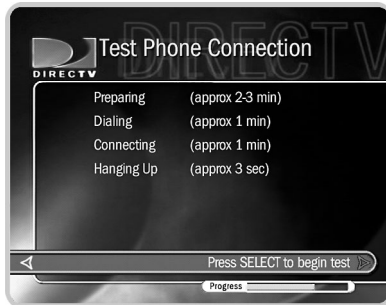 DIRECTV
Test Phone Connection
DIRECTV
Preparing (approx 2-3 min)
Dialing (approx 1 min)
Connecting (approx 1 min)
Hanging Up (approx 3 sec)
Press SELECT to begin test
Progress